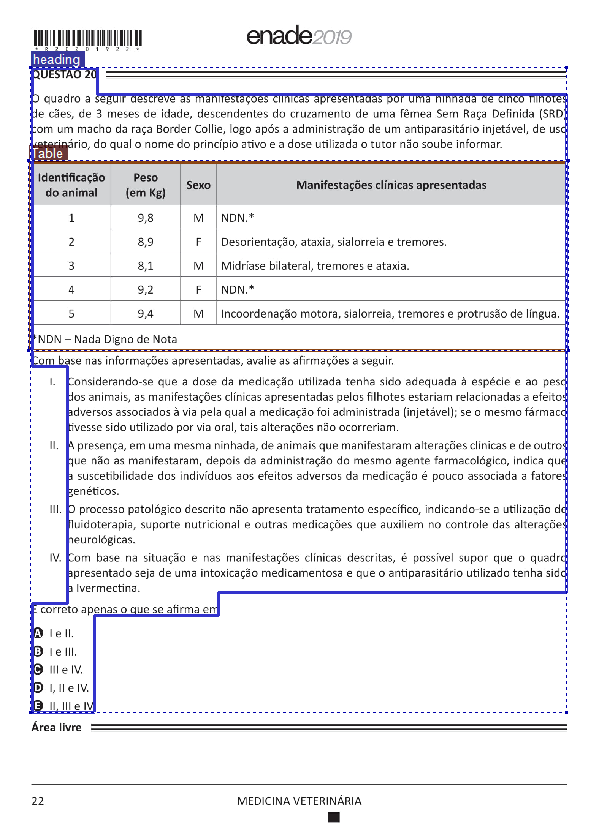 *R20201922*
enade2019
heading
QUESTÃO 20
O quadro a seguir descreve as manifestações clínicas apresentadas por uma ninhada de cinco filhotes
de cães, de 3 meses de idade, descendentes do cruzamento de uma fêmea Sem Raça Definida (SRD)
com um macho da raça Border Collie, logo após a administração de um antiparasitário injetável, de uso
veterinário, do qual o nome do princípio ativo e a dose utilizada o tutor não soube informar.
Table
Identificação do animal Peso (em Kg) Sexo Manifestações clínicas apresentadas
1 9,8 M NDN.*
2 8,9 F Desorientação, ataxia, sialorreia e tremores.
3 8,1 M Midríase bilateral, tremores e ataxia.
4 9,2 F NDN.*
5 9,4 M Incoordenação motora, sialorreia, tremores e protrusão de língua.
*NDN – Nada Digno de Nota
Com base nas informações apresentadas, avalie as afirmações a seguir.
I. Considerando-se que a dose da medicação utilizada tenha sido adequada à espécie e ao peso
dos animais, as manifestações clínicas apresentadas pelos filhotes estariam relacionadas a efeitos
adversos associados à via pela qual a medicação foi administrada (injetável); se o mesmo fármaco
tivesse sido utilizado por via oral, tais alterações não ocorreriam.
II. A presença, em uma mesma ninhada, de animais que manifestaram alterações clínicas e de outros
que não as manifestaram, depois da administração do mesmo agente farmacológico, indica que
a suscetibilidade dos indivíduos aos efeitos adversos da medicação é pouco associada a fatores
genéticos.
III. O processo patológico descrito não apresenta tratamento específico, indicando-se a utilização de
fluidoterapia, suporte nutricional e outras medicações que auxiliem no controle das alterações
neurológicas.
IV. Com base na situação e nas manifestações clínicas descritas, é possível supor que o quadro
apresentado seja de uma intoxicação medicamentosa e que o antiparasitário utilizado tenha sido
a Ivermectina.
É correto apenas o que se afirma em
A I e II.
B I e III.
C III e IV.
D I, II e IV.
E II, III e IV.
Área livre
22
MEDICINA VETERINÁRIA